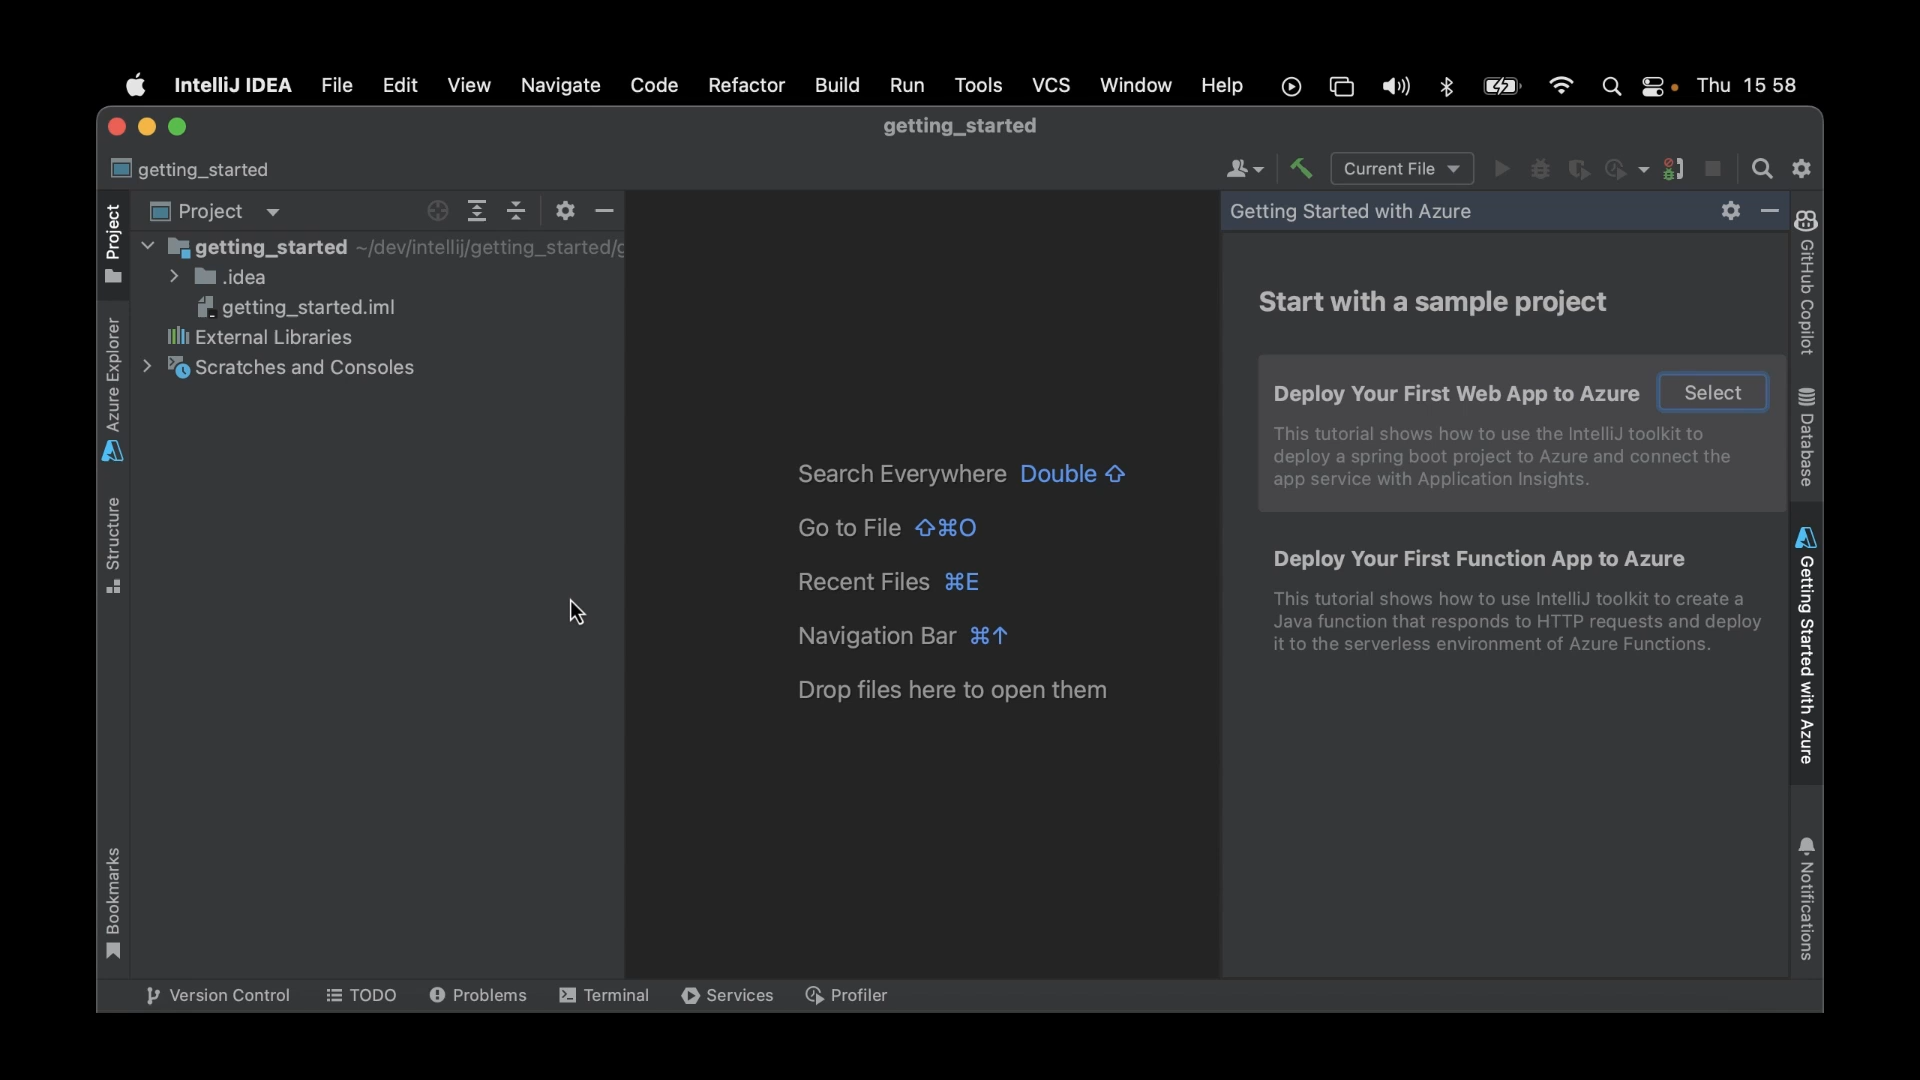 IntelliJ IDEA File Edit View Navigate Code Refactor Build Run Tools VCS Window Help Thu 15 58
getting_started
getting_started
Current File
Project
getting_started ~/dev/intellij/getting_started/g
.idea
getting_started.iml
External Libraries
Scratches and Consoles
Project
Azure Explorer
Structure
Bookmarks
Search Everywhere Double ⇧
Go to File ⇧⌘O
Recent Files ⌘E
Navigation Bar ⌘↑
Drop files here to open them
Getting Started with Azure
Start with a sample project
Deploy Your First Web App to Azure
Select
This tutorial shows how to use the IntelliJ toolkit to
deploy a spring boot project to Azure and connect the
app service with Application Insights.
Deploy Your First Function App to Azure
This tutorial shows how to use IntelliJ toolkit to create a
Java function that responds to HTTP requests and deploy
it to the serverless environment of Azure Functions.
GitHub Copilot
Database
Getting Started with Azure
Notifications
Version Control TODO Problems Terminal Services Profiler